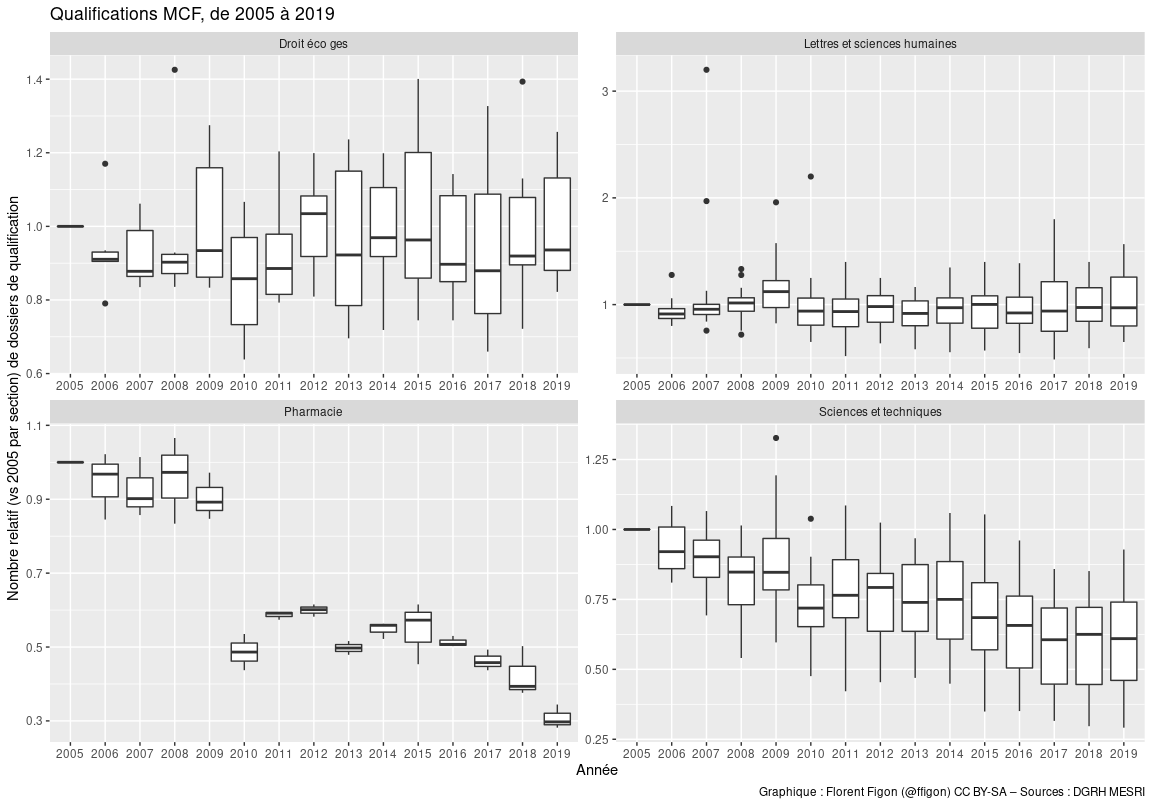 Qualifications MCF, de 2005 à 2019
Droit éco ges
Lettres et sciences humaines
1.4
1.2
1.0
0.8
0.6
3
2
1
2005 2006 2007 2008 2009 2010 2011 2012 2013 2014 2015 2016 2017 2018 2019
2005 2006 2007 2008 2009 2010 2011 2012 2013 2014 2015 2016 2017 2018 2019
Pharmacie
Sciences et techniques
1.1
0.9
0.7
0.5
0.3
1.25
1.00
0.75
0.50
0.25
2005 2006 2007 2008 2009 2010 2011 2012 2013 2014 2015 2016 2017 2018 2019
2005 2006 2007 2008 2009 2010 2011 2012 2013 2014 2015 2016 2017 2018 2019
Nombre relatif (vs 2005 par section) de dossiers de qualification
Année
Graphique : Florent Figon (@ffigon) CC BY-SA – Sources : DGRH MESRI